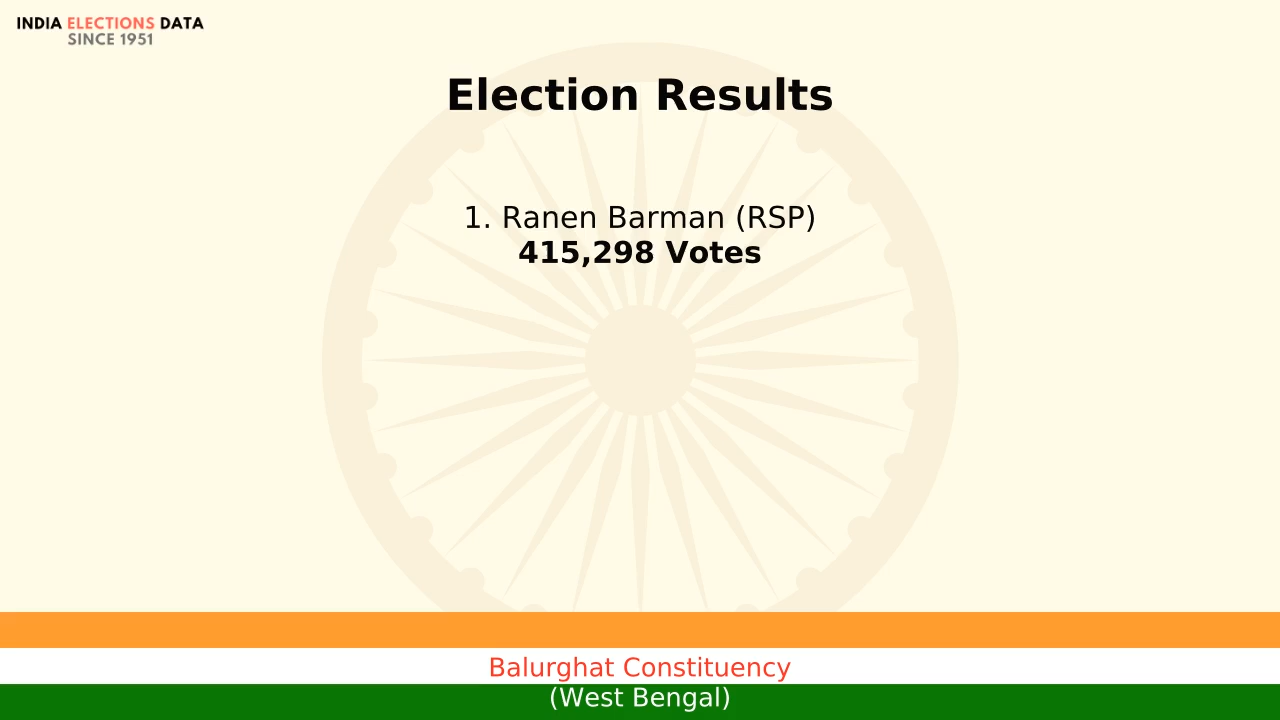 INDIA ELECTIONS DATA
SINCE 1951
Election Results
1. Ranen Barman (RSP)
415,298 Votes
Balurghat Constituency
(West Bengal)